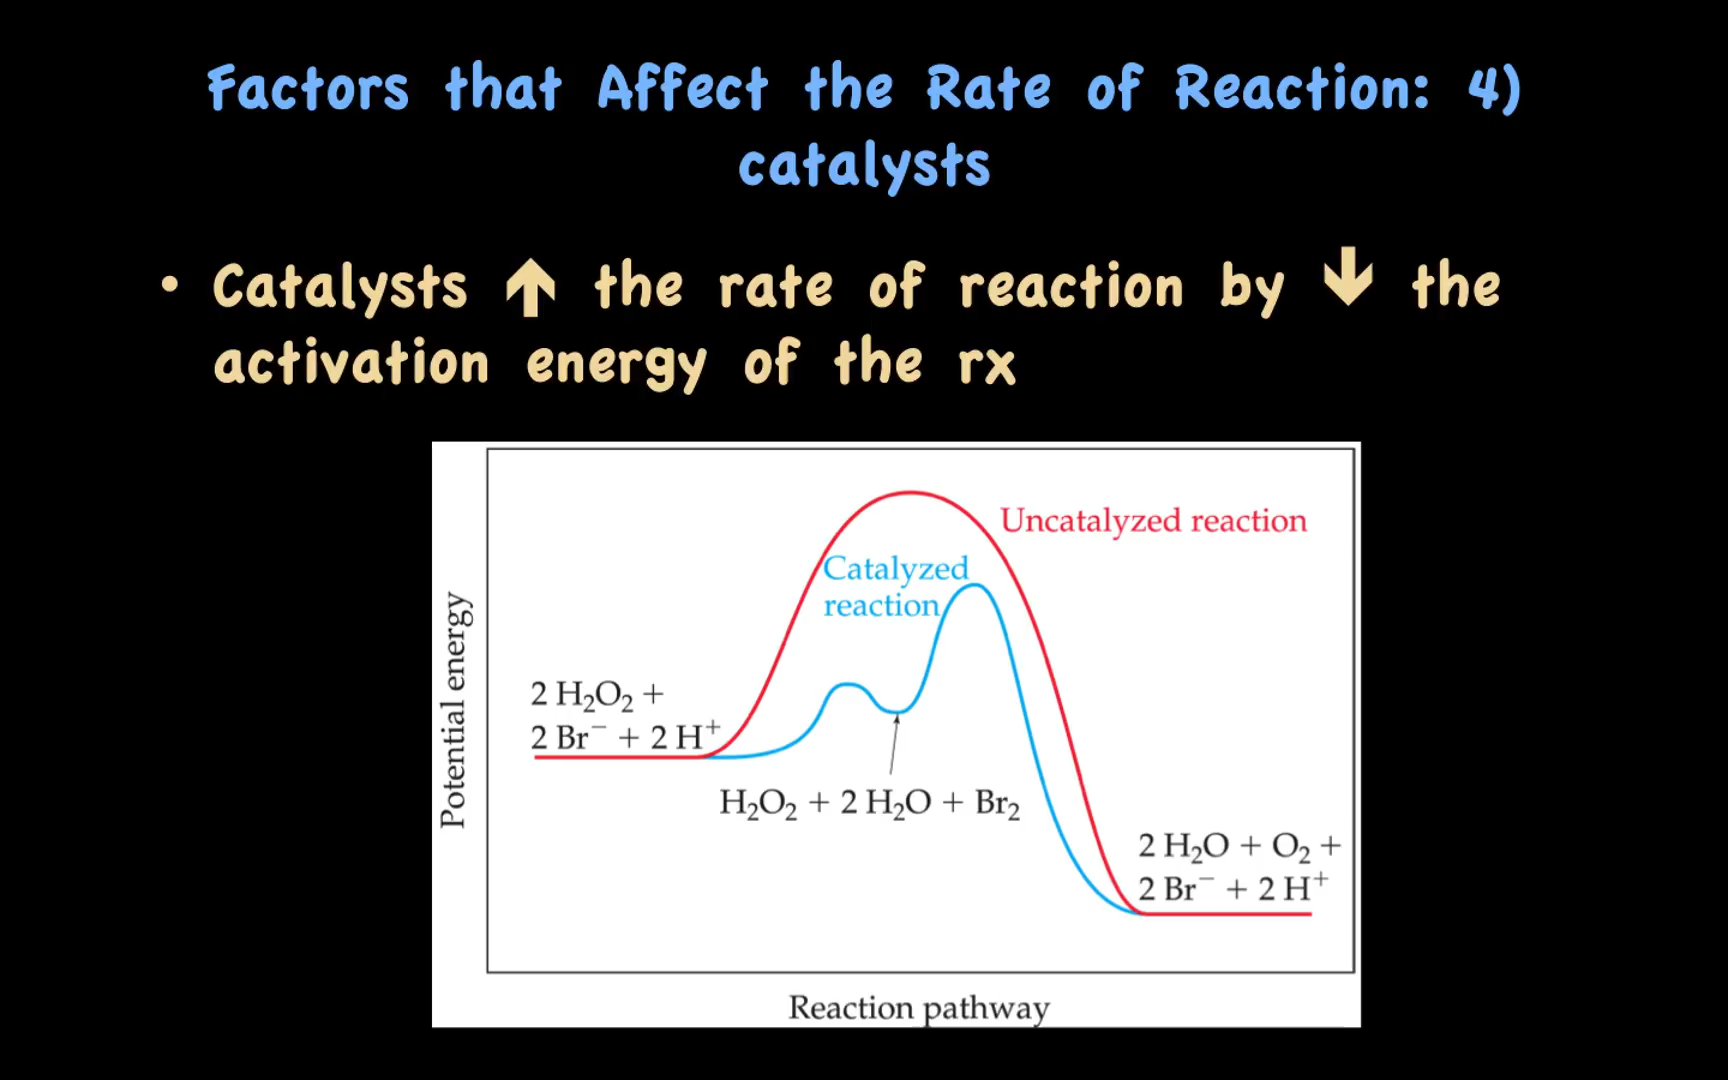 Factors that Affect the Rate of Reaction: 4)
catalysts
• Catalysts ↑ the rate of reaction by ↓ the
activation energy of the rx
Uncatalyzed reaction
Catalyzed
reaction
Potential energy
2 H₂O₂ +
2 Br⁻ + 2 H⁺
H₂O₂ + 2 H₂O + Br₂
2 H₂O + O₂ +
2 Br⁻ + 2 H⁺
Reaction pathway